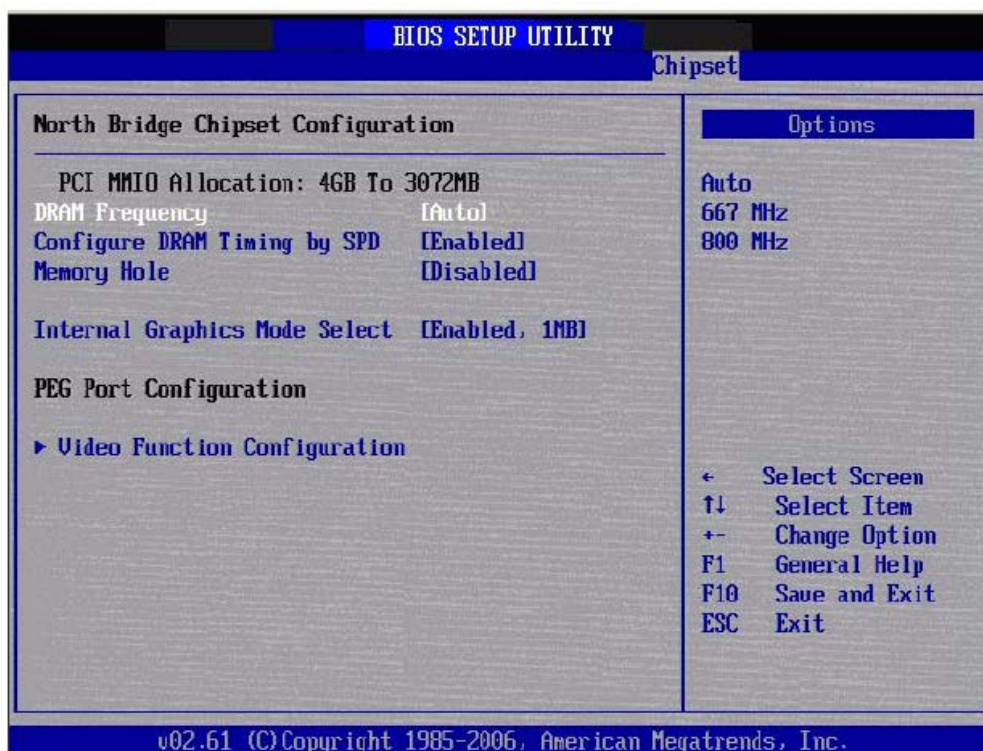 BIOS SETUP UTILITY
Chipset
North Bridge Chipset Configuration
PCI MMIO Allocation: 4GB To 3072MB
DRAM Frequency [Auto]
Configure DRAM Timing by SPD [Enabled]
Memory Hole [Disabled]
Internal Graphics Mode Select [Enabled, 1MB]
PEG Port Configuration
► Video Function Configuration
Options
Auto
667 MHz
800 MHz
← Select Screen
↑↓ Select Item
+- Change Option
F1 General Help
F10 Save and Exit
ESC Exit
v02.61 (C)Copyright 1985-2006, American Megatrends, Inc.